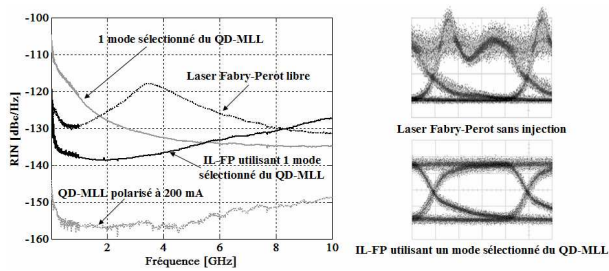 -100
-110
-120
-130
-140
-150
-160
RIN [dBc/Hz]
1 mode sélectionné du QD-MLL
Laser Fabry-Perot libre
IL-FP utilisant 1 mode
sélectionné du QD-MLL
QD-MLL polarisé à 200 mA
0
2
4
6
8
10
Fréquence [GHz]
Laser Fabry-Perot sans injection
IL-FP utilisant un mode sélectionné du QD-MLL